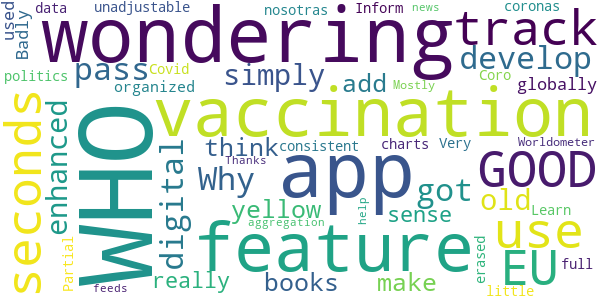 used data unadjustable nosotras Inform coronas news
Badly wondering track
politics pass Covid simply add develop
organized globally
seconds enhanced WHO vaccination
digital think consistent charts Very Worldometer
Why Thanks app got GOOD
yellow help sense old Learn
aggregation
Partial feature erased use
really books make EU full
feeds little
Mostly Coro